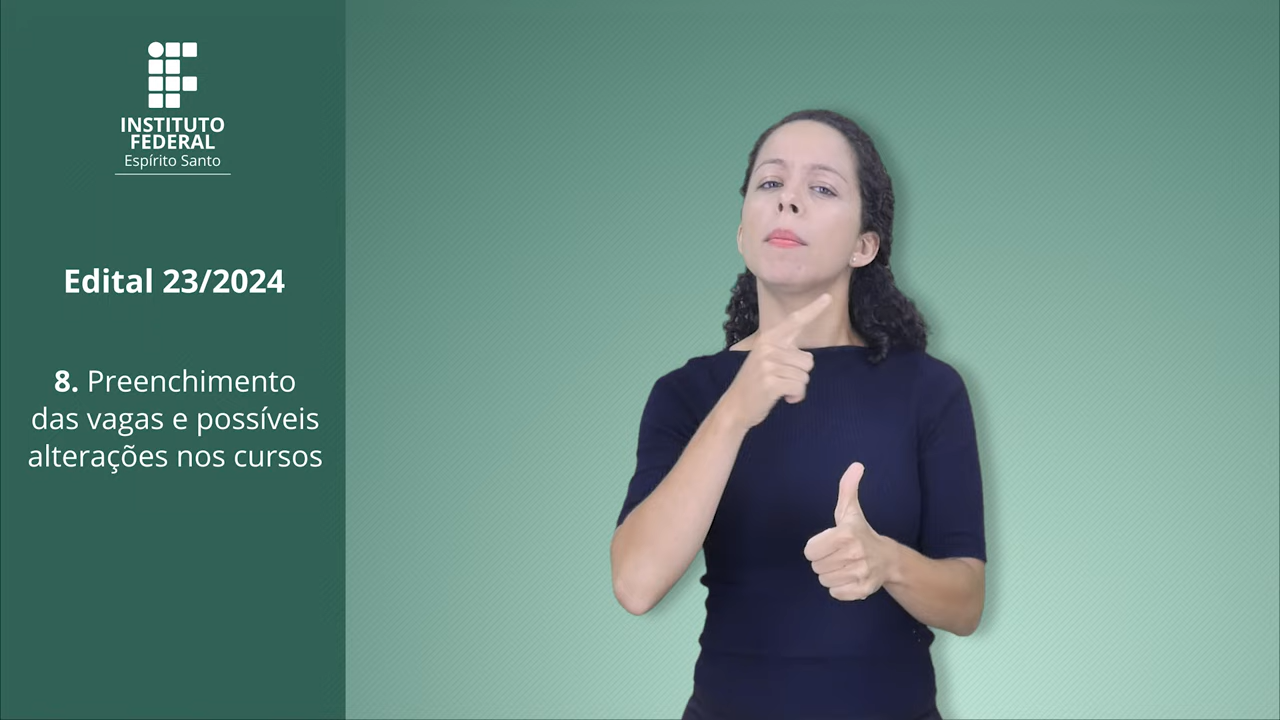 INSTITUTO
FEDERAL
Espírito Santo
Edital 23/2024
8. Preenchimento
das vagas e possíveis
alterações nos cursos